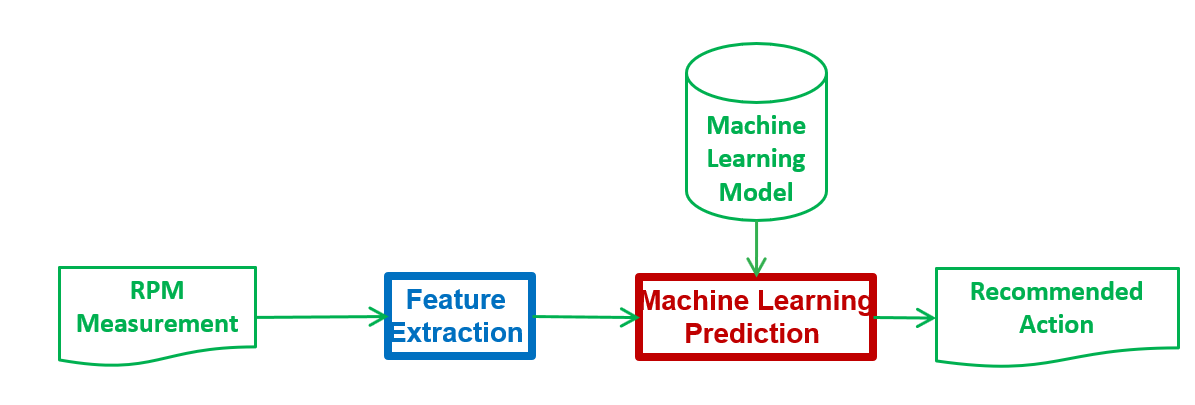 Machine
Learning
Model
RPM
Measurement
Feature
Extraction
Machine Learning
Prediction
Recommended
Action